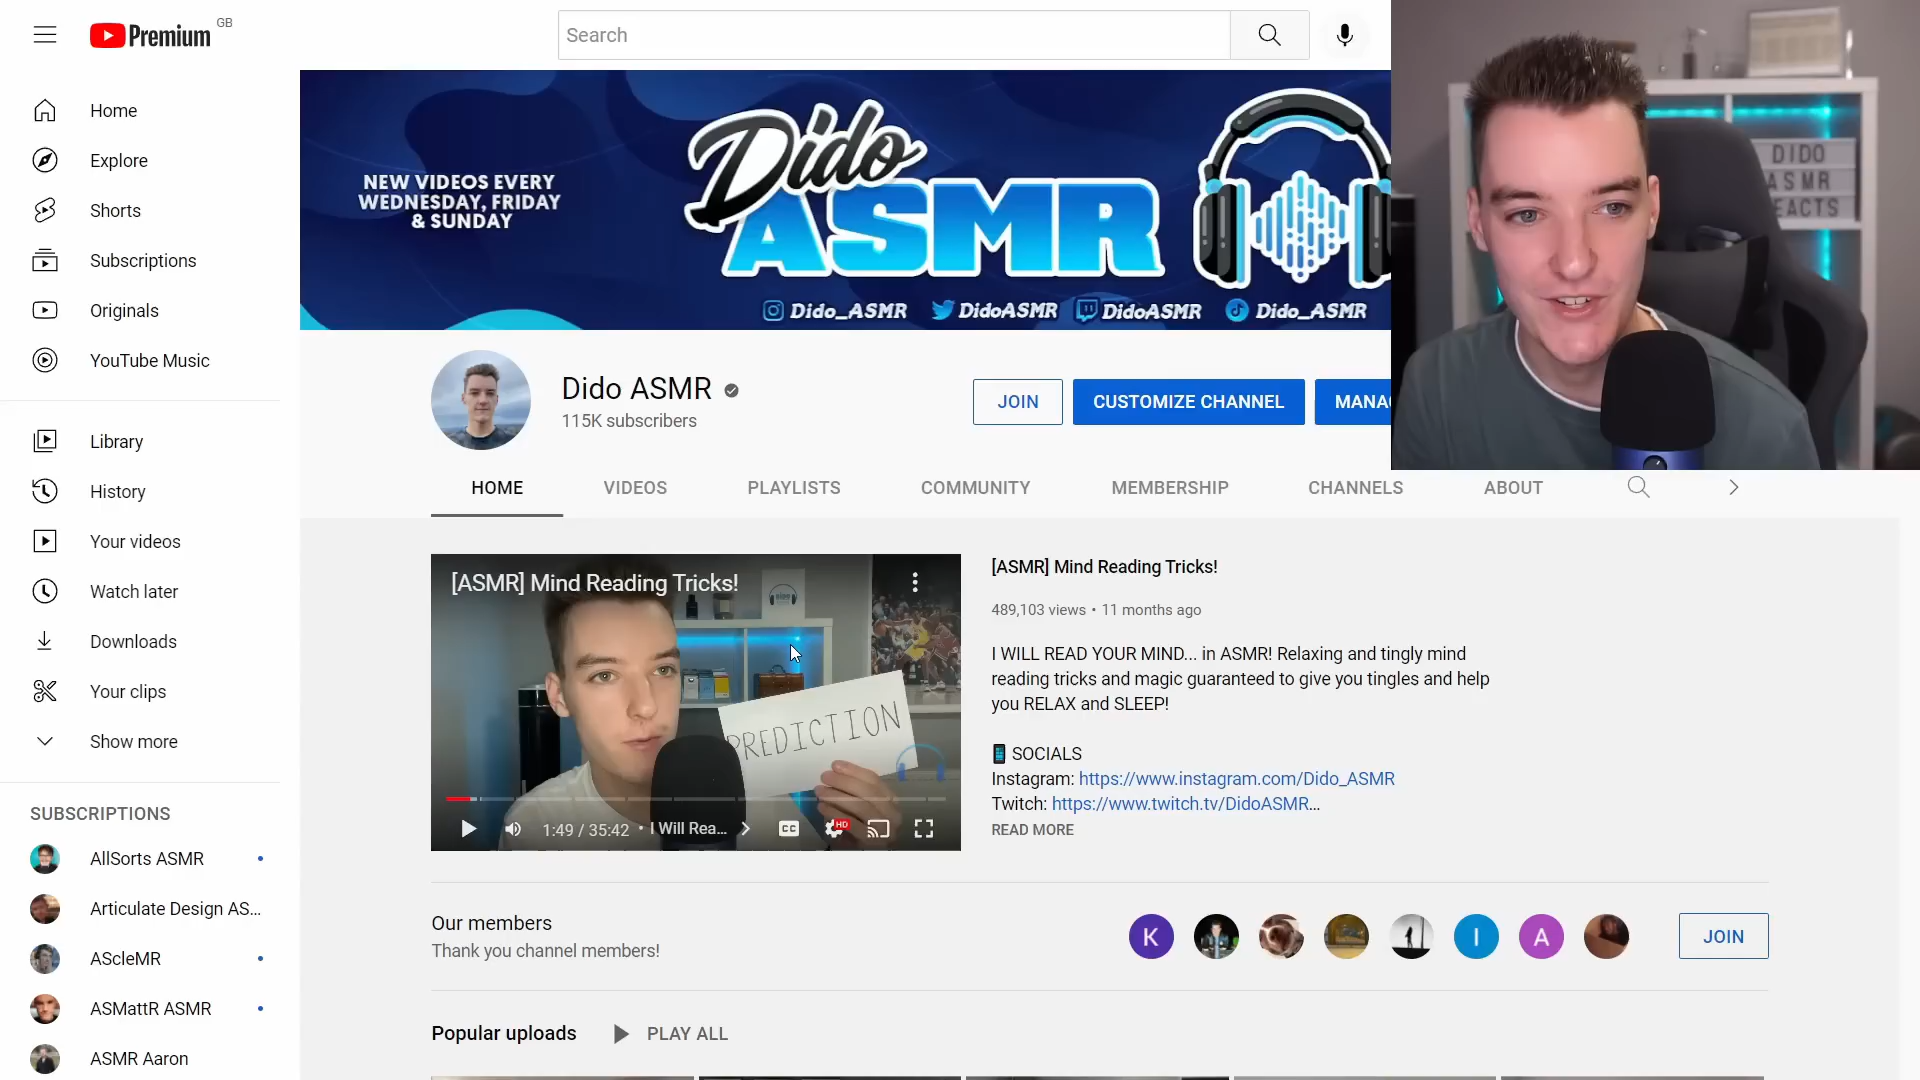 Premium GB
Search
Home
Explore
Shorts
Subscriptions
Originals
YouTube Music
Library
History
Your videos
Watch later
Downloads
Your clips
Show more
SUBSCRIPTIONS
AllSorts ASMR
Articulate Design AS...
AScleMR
ASMattR ASMR
ASMR Aaron
NEW VIDEOS EVERY
WEDNESDAY, FRIDAY
& SUNDAY
Dido
ASMR
Dido_ASMR DidoASMR DidoASMR Dido_ASMR
DIDO
ASMR
EACTS
Dido ASMR
115K subscribers
JOIN CUSTOMIZE CHANNEL MANA
HOME VIDEOS PLAYLISTS COMMUNITY MEMBERSHIP CHANNELS ABOUT
[ASMR] Mind Reading Tricks!
PREDICTION
1:49 / 35:42 • I Will Rea... CC HD
[ASMR] Mind Reading Tricks!
489,103 views • 11 months ago
I WILL READ YOUR MIND... in ASMR! Relaxing and tingly mind
reading tricks and magic guaranteed to give you tingles and help
you RELAX and SLEEP!
SOCIALS
Instagram: https://www.instagram.com/Dido_ASMR
Twitch: https://www.twitch.tv/DidoASMR...
READ MORE
Our members
Thank you channel members!
K I A
JOIN
Popular uploads PLAY ALL